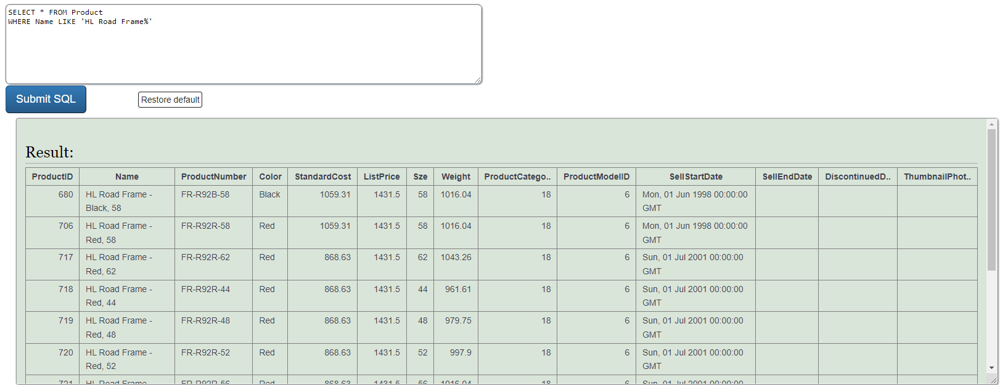 SELECT * FROM Product
WHERE Name LIKE 'HL Road Frame%'
Submit SQL Restore default
Result:
ProductID Name ProductNumber Color StandardCost ListPrice Sze Weight ProductCatego.. ProductModelID SellStartDate SellEndDate DiscontinuedD.. ThumbnailPhot..
680 HL Road Frame - FR-R92B-58 Black 1059.31 1431.5 58 1016.04 18 6 Mon, 01 Jun 1998 00:00:00
Black, 58 GMT
706 HL Road Frame - FR-R92R-58 Red 1059.31 1431.5 58 1016.04 18 6 Mon, 01 Jun 1998 00:00:00
Red, 58 GMT
717 HL Road Frame - FR-R92R-62 Red 868.63 1431.5 62 1043.26 18 6 Sun, 01 Jul 2001 00:00:00
Red, 62 GMT
718 HL Road Frame - FR-R92R-44 Red 868.63 1431.5 44 961.61 18 6 Sun, 01 Jul 2001 00:00:00
Red, 44 GMT
719 HL Road Frame - FR-R92R-48 Red 868.63 1431.5 48 979.75 18 6 Sun, 01 Jul 2001 00:00:00
Red, 48 GMT
720 HL Road Frame - FR-R92R-52 Red 868.63 1431.5 52 997.9 18 6 Sun, 01 Jul 2001 00:00:00
Red, 52 GMT
721 HL Road Frame - FR-R92R-56 Red 868.63 1431.5 56 1016.04 18 6 Sun, 01 Jul 2001 00:00:00